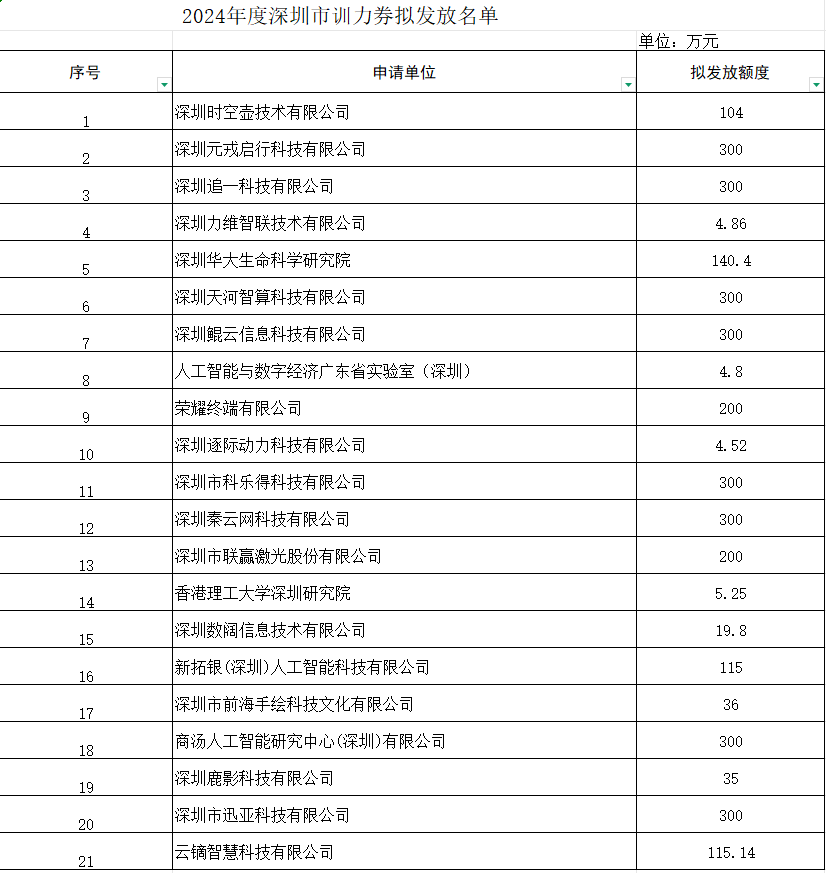 2024年度深圳市训力券拟发放名单
单位：万元
序号 申请单位 拟发放额度
1 深圳时空壶技术有限公司 104
2 深圳元戎启行科技有限公司 300
3 深圳追一科技有限公司 300
4 深圳力维智联技术有限公司 4.86
5 深圳华大生命科学研究院 140.4
6 深圳天河智算科技有限公司 300
7 深圳鲲云信息科技有限公司 300
8 人工智能与数字经济广东省实验室（深圳） 4.8
9 荣耀终端有限公司 200
10 深圳逐际动力科技有限公司 4.52
11 深圳市科乐得科技有限公司 300
12 深圳秦云网科技有限公司 300
13 深圳市联赢激光股份有限公司 200
14 香港理工大学深圳研究院 5.25
15 深圳数阔信息技术有限公司 19.8
16 新拓银(深圳)人工智能科技有限公司 115
17 深圳市前海手绘科技文化有限公司 36
18 商汤人工智能研究中心(深圳)有限公司 300
19 深圳鹿影科技有限公司 35
20 深圳市迅亚科技有限公司 300
21 云镝智慧科技有限公司 115.14